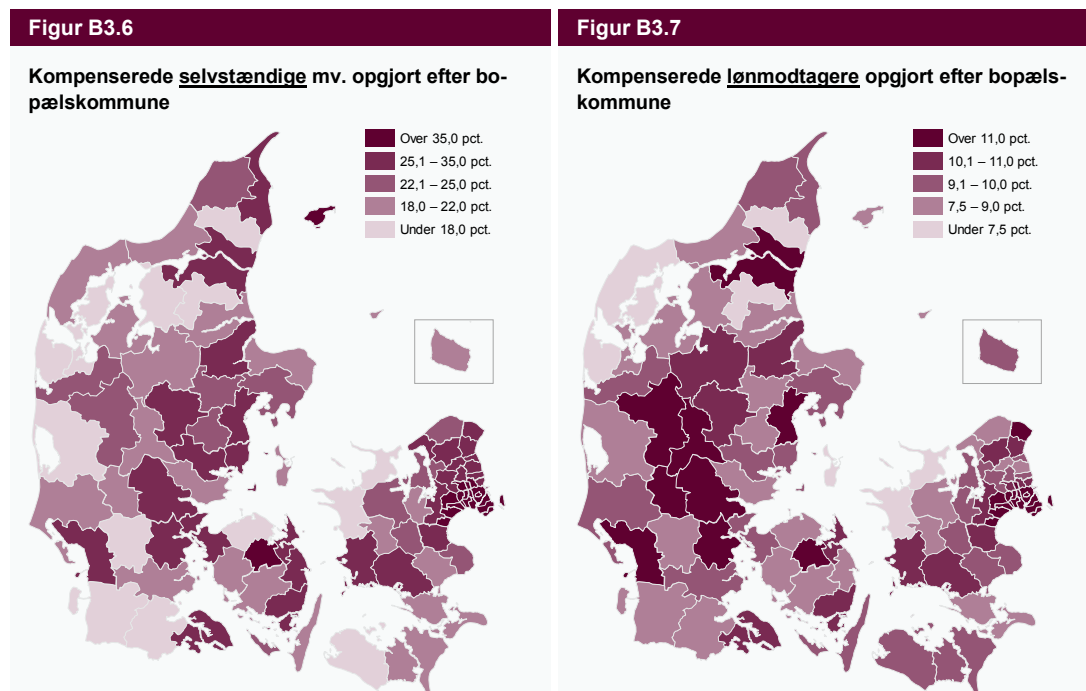 Figur B3.6
Kompenserede selvstændige mv. opgjort efter bo-
pælskommune
Over 35,0 pct.
25,1 – 35,0 pct.
22,1 – 25,0 pct.
18,0 – 22,0 pct.
Under 18,0 pct.
Figur B3.7
Kompenserede lønmodtagere opgjort efter bopæls-
kommune
Over 11,0 pct.
10,1 – 11,0 pct.
9,1 – 10,0 pct.
7,5 – 9,0 pct.
Under 7,5 pct.